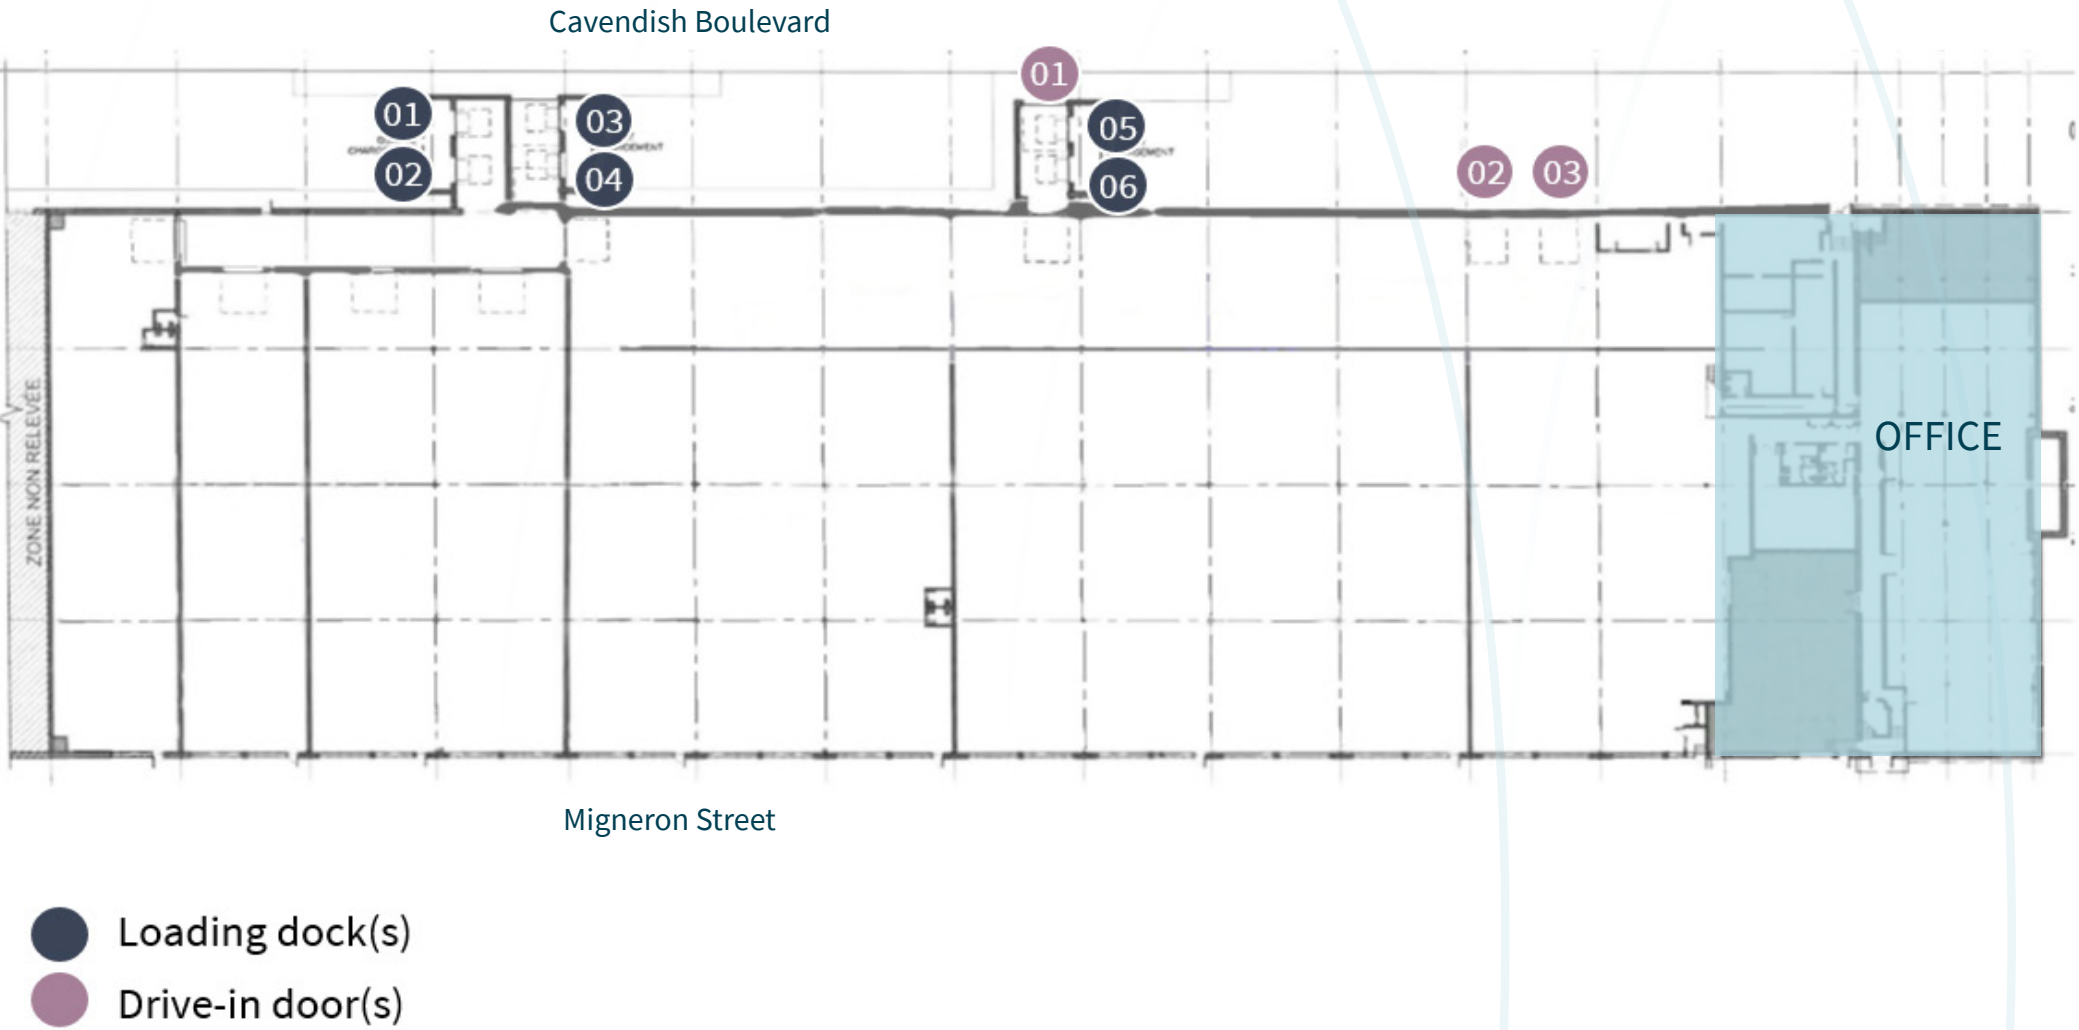 Cavendish Boulevard
01
01
03
05
02
04
06
02
03
ZONE NON RELEVÉE
OFFICE
Migneron Street
Loading dock(s)
Drive-in door(s)